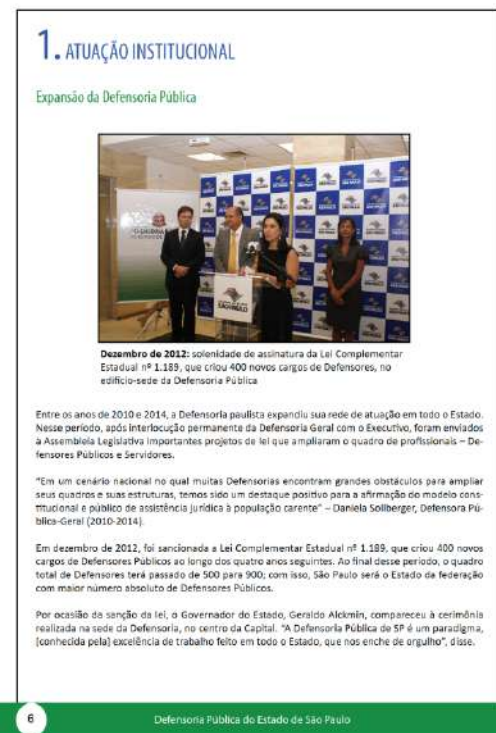 1. ATUAÇÃO INSTITUCIONAL
Expansão da Defensoria Pública
Dezembro de 2012: solenidade de assinatura da Lei Complementar
Estadual nº 1.189, que criou 400 novos cargos de Defensores, no
edifício-sede da Defensoria Pública
Entre os anos de 2010 e 2014, a Defensoria paulista expandiu sua rede de atuação em todo o Estado.
Nesse período, após interlocução permanente da Defensoria Geral com o Executivo, foram enviados
à Assembleia Legislativa importantes projetos de lei que ampliaram o quadro de profissionais – De-
fensores Públicos e Servidores.
"Em um cenário nacional no qual muitas Defensorias encontram grandes obstáculos para ampliar
seus quadros e suas estruturas, temos sido um destaque positivo para a afirmação do modelo cons-
titucional e público de assistência jurídica à população carente" – Daniela Sollberger, Defensora Pú-
blica-Geral (2010-2014).
Em dezembro de 2012, foi sancionada a Lei Complementar Estadual nº 1.189, que criou 400 novos
cargos de Defensores Públicos ao longo dos quatro anos seguintes. Ao final desse período, o quadro
total de Defensores terá passado de 500 para 900; com isso, São Paulo será o Estado da federação
com maior número absoluto de Defensores Públicos.
Por ocasião da sanção da lei, o Governador do Estado, Geraldo Alckmin, compareceu à cerimônia
realizada na sede da Defensoria, no centro da Capital. "A Defensoria Pública de SP é um paradigma,
[conhecida pela] excelência de trabalho feito em todo o Estado, que nos enche de orgulho", disse.
6
Defensoria Pública do Estado de São Paulo